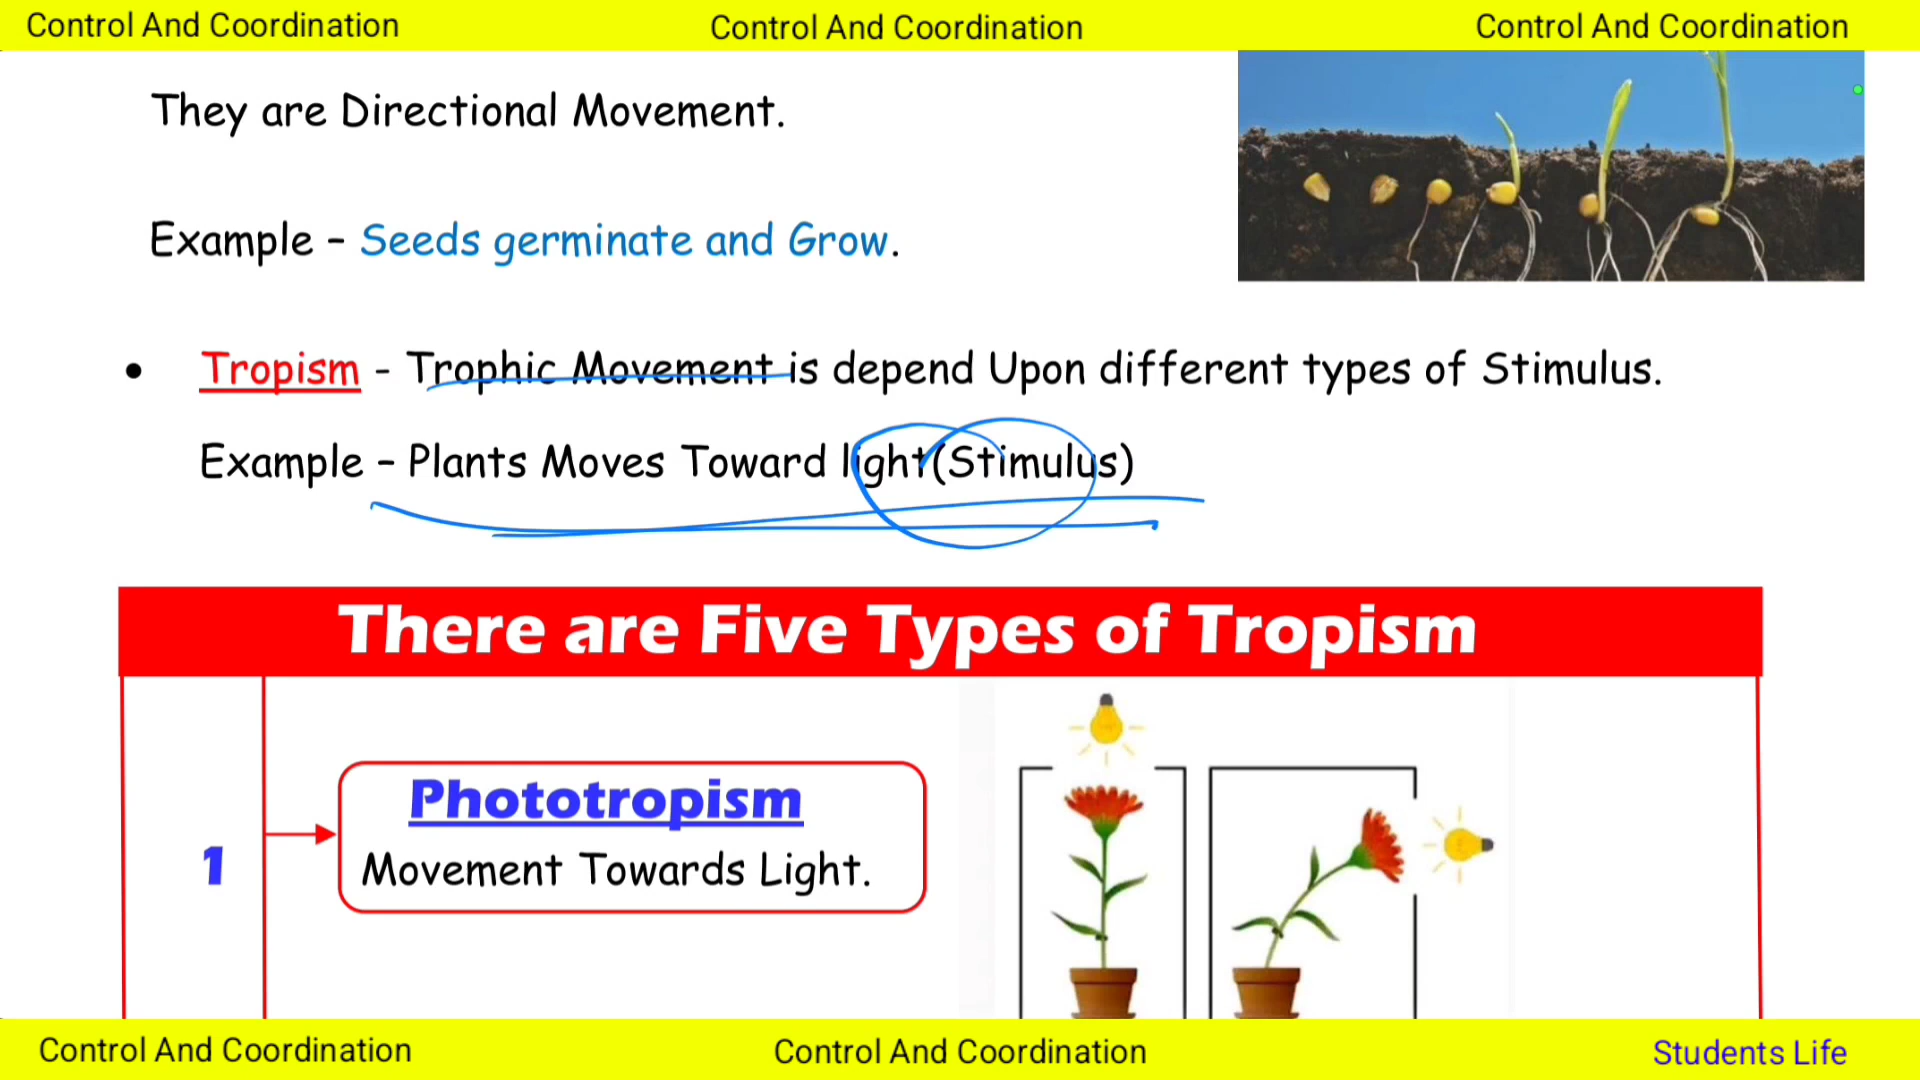 Control And Coordination Control And Coordination Control And Coordination
They are Directional Movement.
Example – Seeds germinate and Grow.
• Tropism - Trophic Movement is depend Upon different types of Stimulus.
Example – Plants Moves Toward light(Stimulus)
There are Five Types of Tropism
1
Phototropism
Movement Towards Light.
Control And Coordination Control And Coordination Students Life